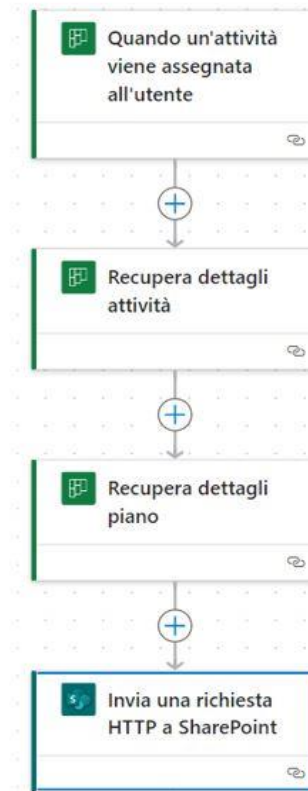 Quando un'attività
viene assegnata
all'utente
Recupera dettagli
attività
Recupera dettagli
piano
s
Invia una richiesta
HTTP a SharePoint